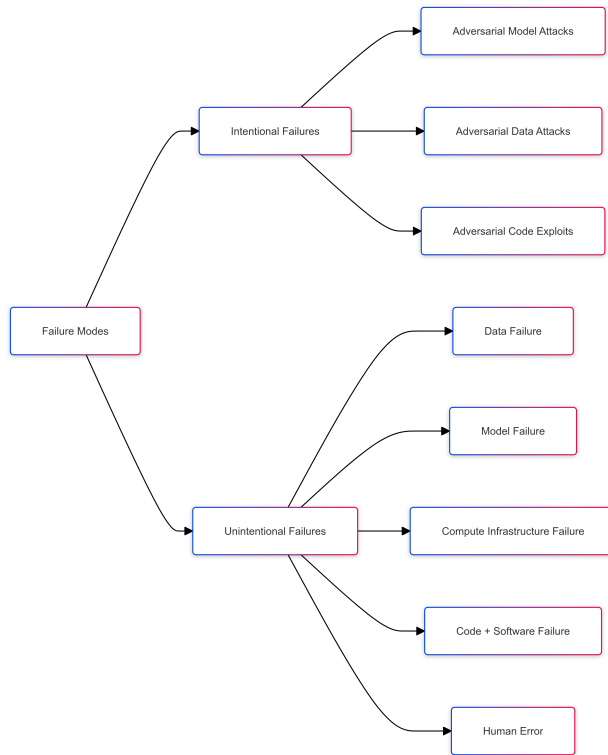 Adversarial Model Attacks
Intentional Failures
Adversarial Data Attacks
Adversarial Code Exploits
Failure Modes
Data Failure
Model Failure
Unintentional Failures
Compute Infrastructure Failure
Code + Software Failure
Human Error